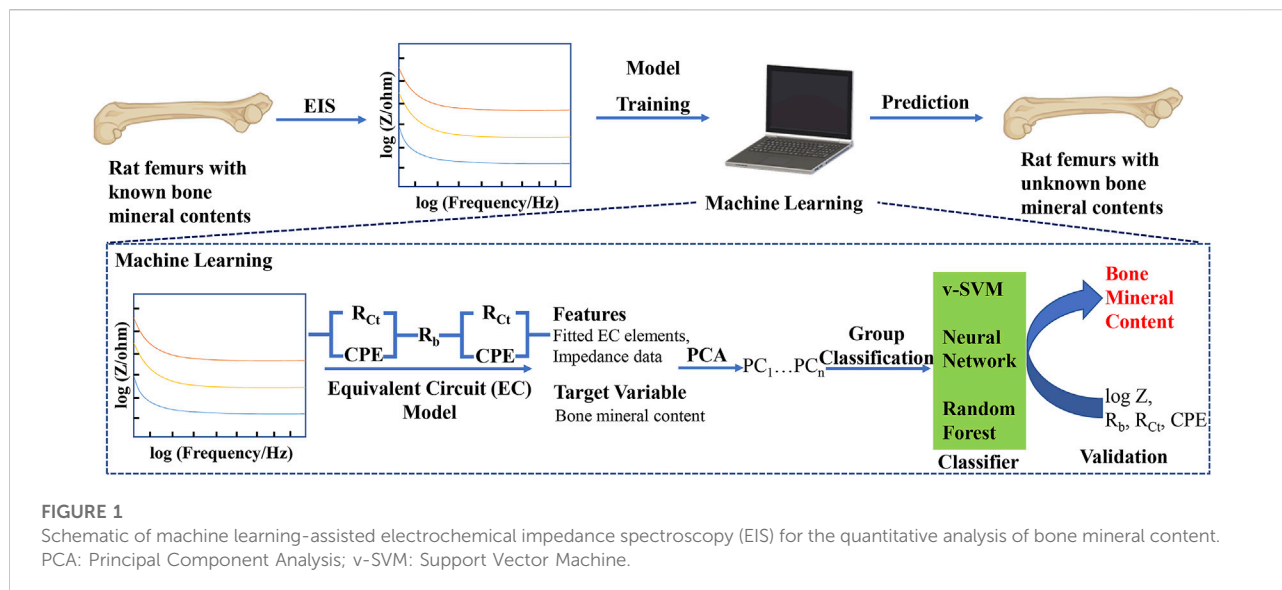 Rat femurs with
known bone
mineral contents
EIS
log (Z/ohm)
log (Frequency/Hz)
Model
Training
Machine Learning
Prediction
Rat femurs with
unknown bone
mineral contents
Machine Learning
log (Z/ohm)
log (Frequency/Hz)
R_Ct
CPE
R_b
R_Ct
CPE
Equivalent Circuit (EC)
Model
Features
Fitted EC elements,
Impedance data
Target Variable
Bone mineral content
PCA
PC₁…PCₙ
Group
Classification
v-SVM
Neural
Network
Random
Forest
Classifier
Bone
Mineral
Content
log Z,
R_b, R_Ct, CPE
Validation
FIGURE 1
Schematic of machine learning-assisted electrochemical impedance spectroscopy (EIS) for the quantitative analysis of bone mineral content.
PCA: Principal Component Analysis; v-SVM: Support Vector Machine.